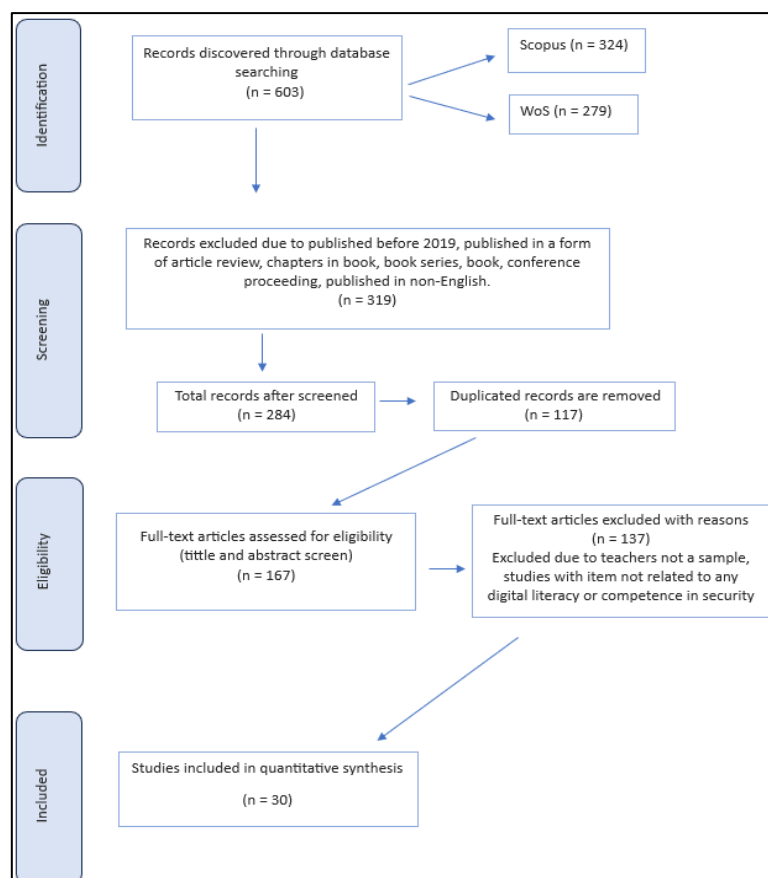 Identification
Records discovered through database
searching
(n = 603)
Scopus (n = 324)
WoS (n = 279)
Screening
Records excluded due to published before 2019, published in a form
of article review, chapters in book, book series, book, conference
proceeding, published in non-English.
(n = 319)
Total records after screened
(n = 284)
Duplicated records are removed
(n = 117)
Eligibility
Full-text articles assessed for eligibility
(tittle and abstract screen)
(n = 167)
Full-text articles excluded with reasons
(n = 137)
Excluded due to teachers not a sample,
studies with item not related to any
digital literacy or competence in security
Included
Studies included in quantitative synthesis
(n = 30)